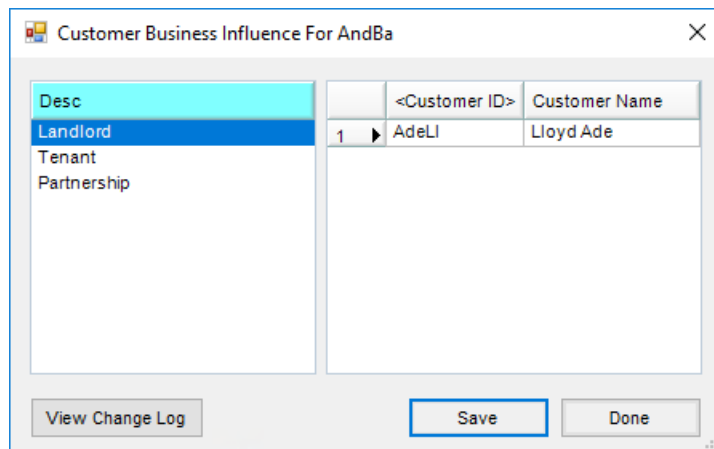 Customer Business Influence For AndBa
Desc
Landlord
Tenant
Partnership
<Customer ID> Customer Name
1 AdeLl Lloyd Ade
View Change Log
Save
Done